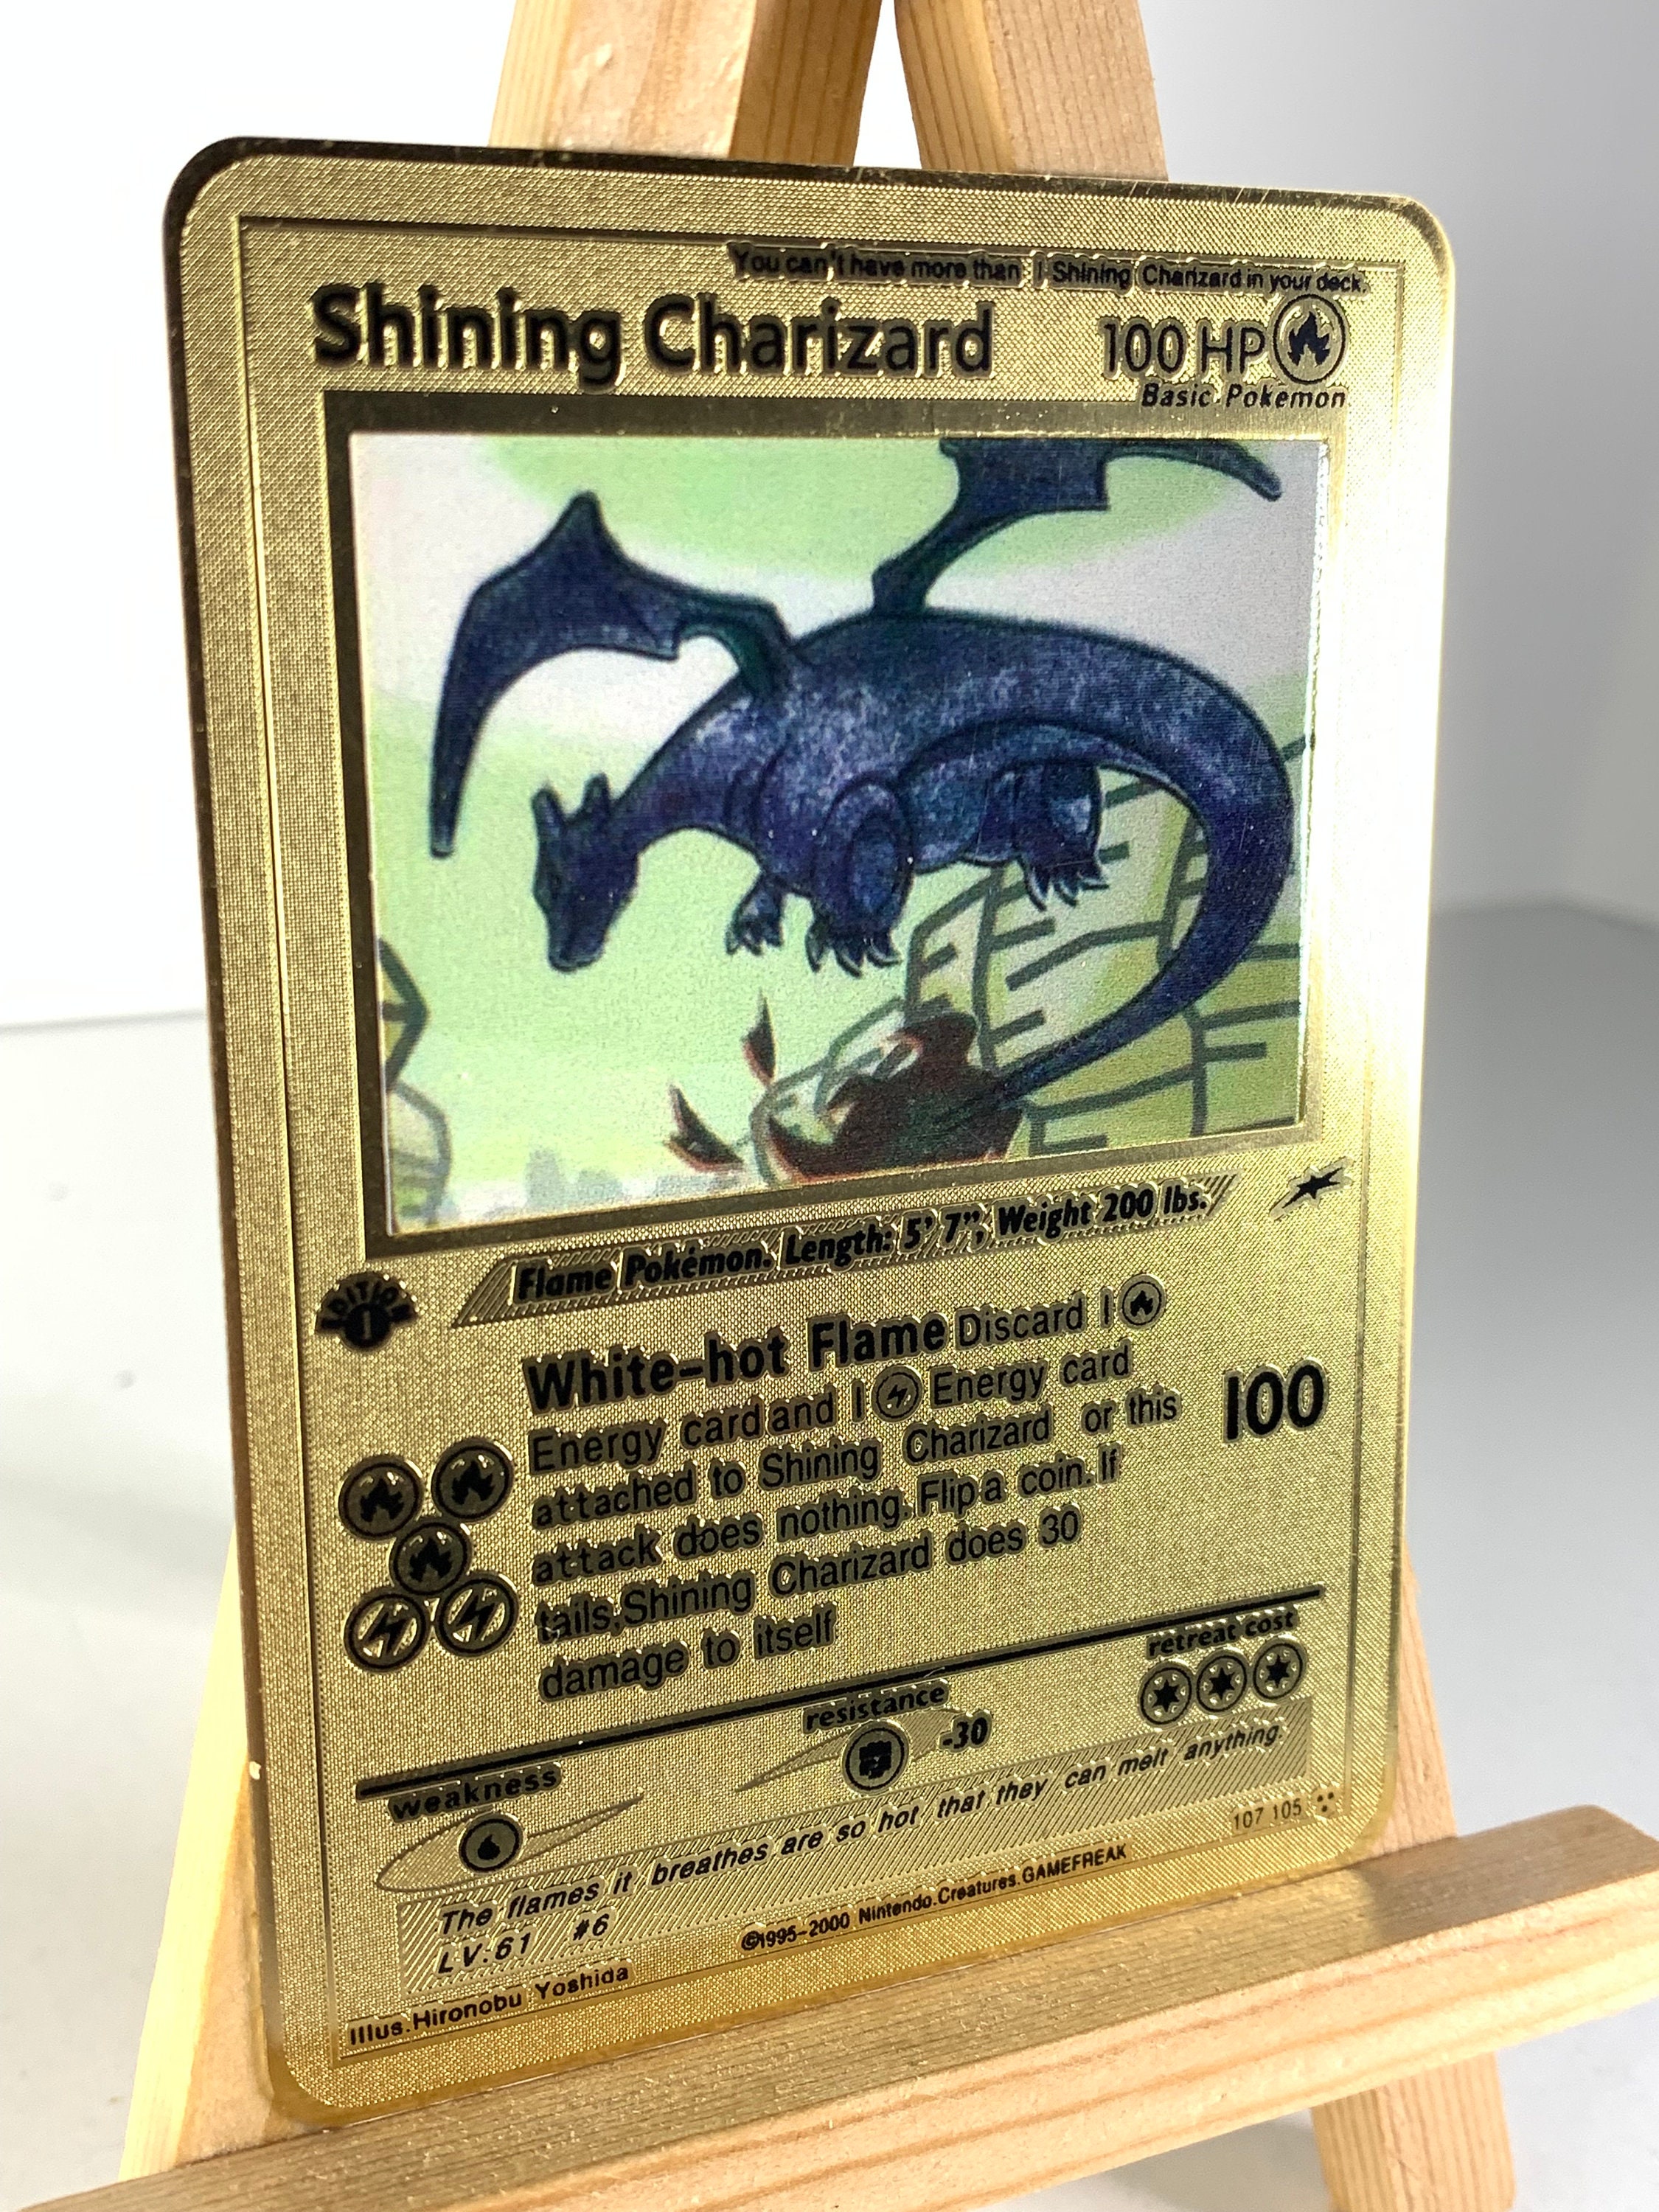 You can't have more than 1 Shining Charizard in your deck.
Shining Charizard 100 HP
Basic Pokemon
Flame Pokémon. Length: 5' 7", Weight 200 lbs.
EDITION
1
White-hot Flame Discard 1
Energy card and 1 Energy card
attached to Shining Charizard or this
attack does nothing.Flip a coin.If
tails,Shining Charizard does 30
damage to itself
100
weakness
resistance
-30
retreat cost
The flames it breathes are so hot that they can melt anything.
LV.61 #6
Illus.Hironobu Yoshida
©1995-2000 Nintendo.Creatures.GAMEFREAK
107 105